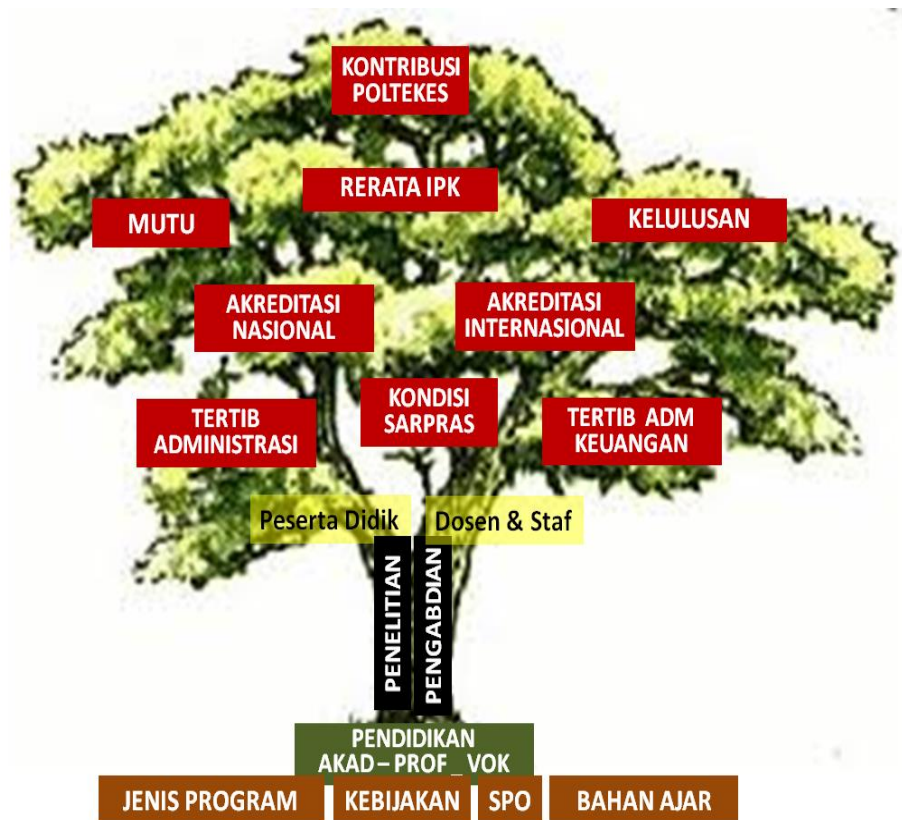 KONTRIBUSI
POLTEKES
RERATA IPK
MUTU
KELULUSAN
AKREDITASI
NASIONAL
AKREDITASI
INTERNASIONAL
KONDISI
SARPRAS
TERTIB
ADMINISTRASI
TERTIB ADM
KEUANGAN
Peserta Didik
Dosen & Staf
PENELITIAN
PENGABDIAN
PENDIDIKAN
AKAD – PROF _ VOK
JENIS PROGRAM
KEBIJAKAN
SPO
BAHAN AJAR